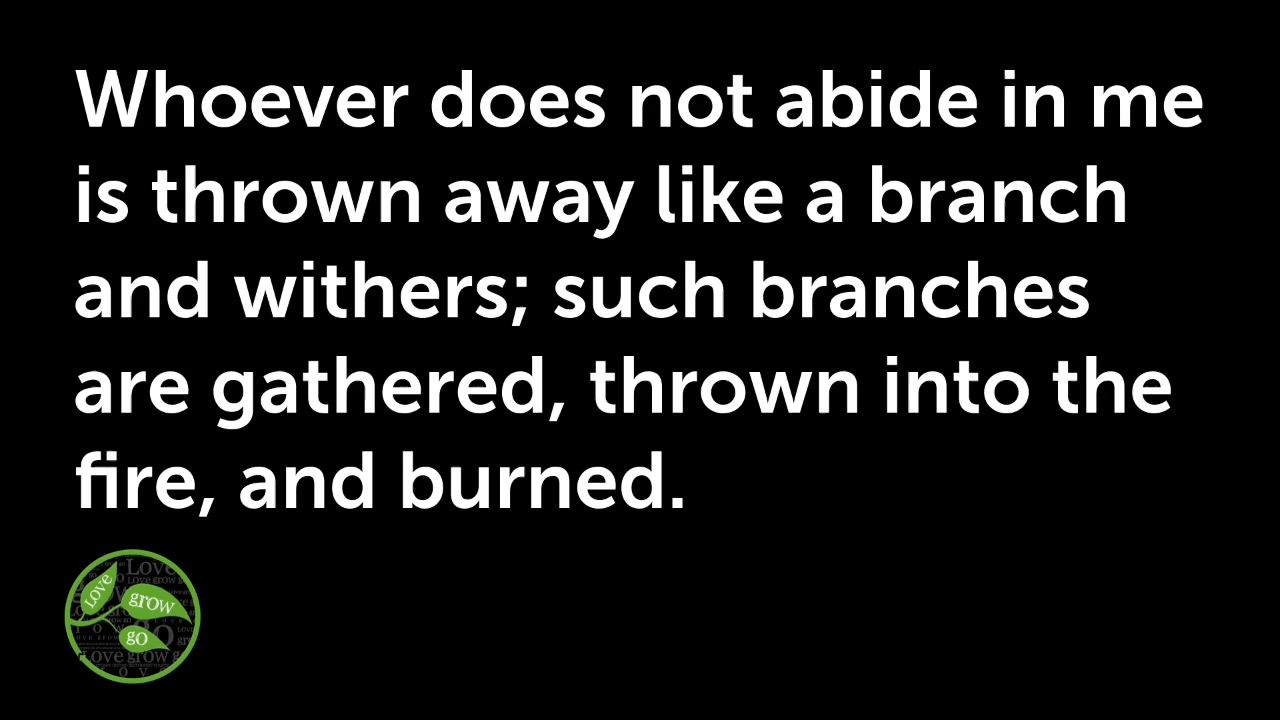 Whoever does not abide in me
is thrown away like a branch
and withers; such branches
are gathered, thrown into the
fire, and burned.
Love
grow
go